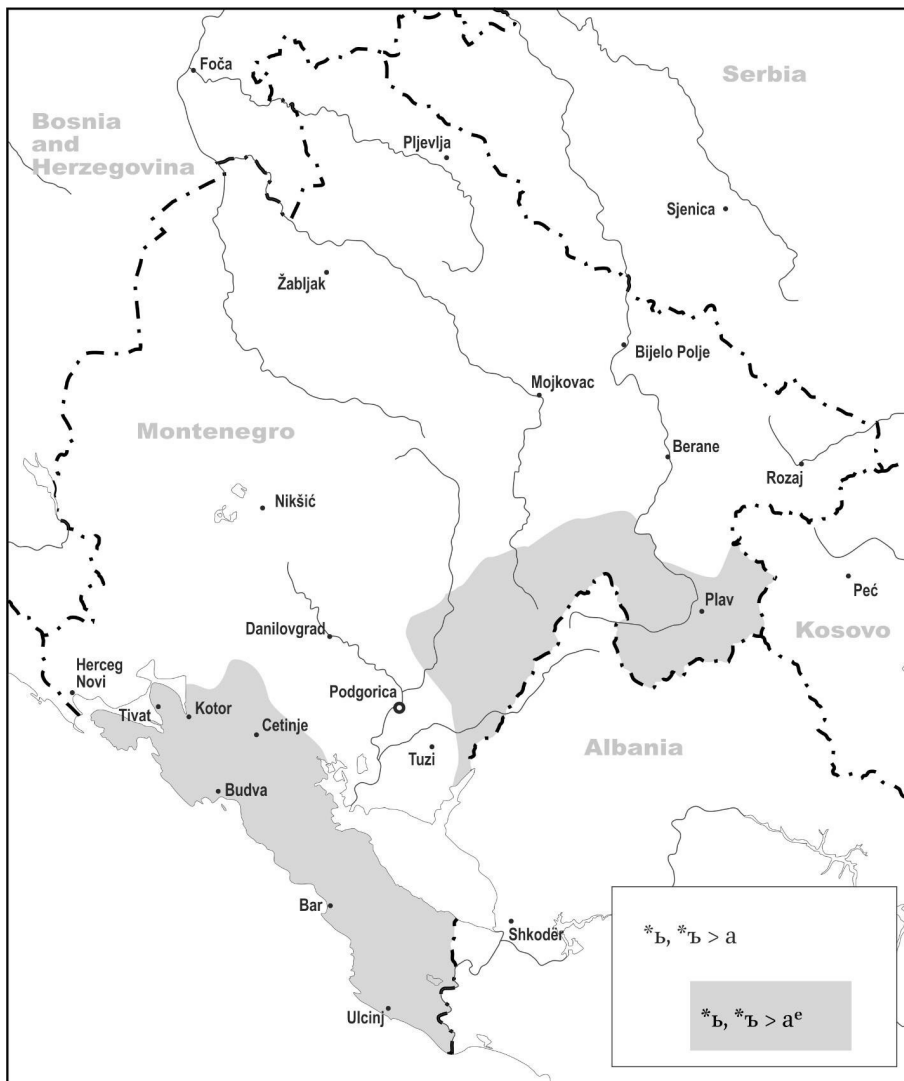 Foča
Serbia
Bosnia
and
Herzegovina
Pljevlja
Sjenica
Žabljak
Bijelo Polje
Mojkovac
Montenegro
Berane
Rozaj
Nikšić
Peć
Plav
Kosovo
Danilovgrad
Herceg
Novi
Podgorica
Tivat
Kotor
Cetinje
Tuzi
Albania
Budva
Bar
Shkodër
Ulcinj
*ь, *ъ > a
*ь, *ъ > aᵉ